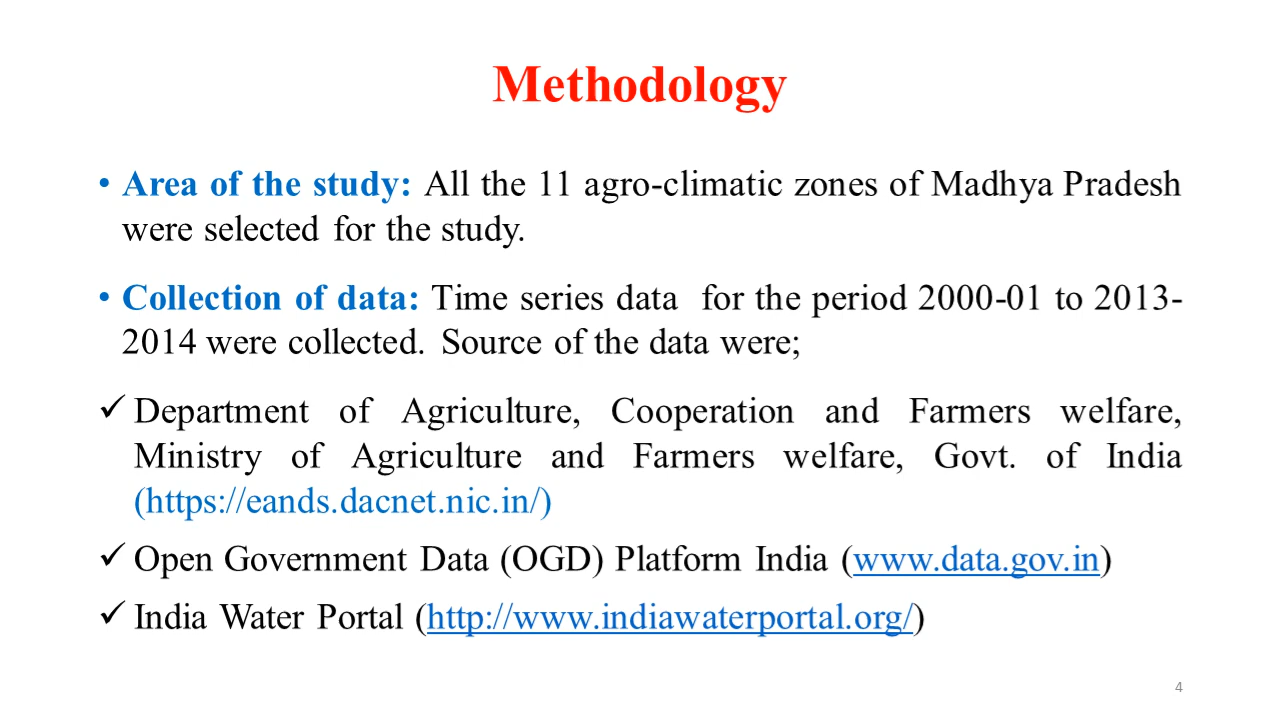 Methodology
• Area of the study: All the 11 agro-climatic zones of Madhya Pradesh
were selected for the study.
• Collection of data: Time series data for the period 2000-01 to 2013-
2014 were collected. Source of the data were;
✓ Department of Agriculture, Cooperation and Farmers welfare,
Ministry of Agriculture and Farmers welfare, Govt. of India
(https://eands.dacnet.nic.in/)
✓ Open Government Data (OGD) Platform India (www.data.gov.in)
✓ India Water Portal (http://www.indiawaterportal.org/)
4